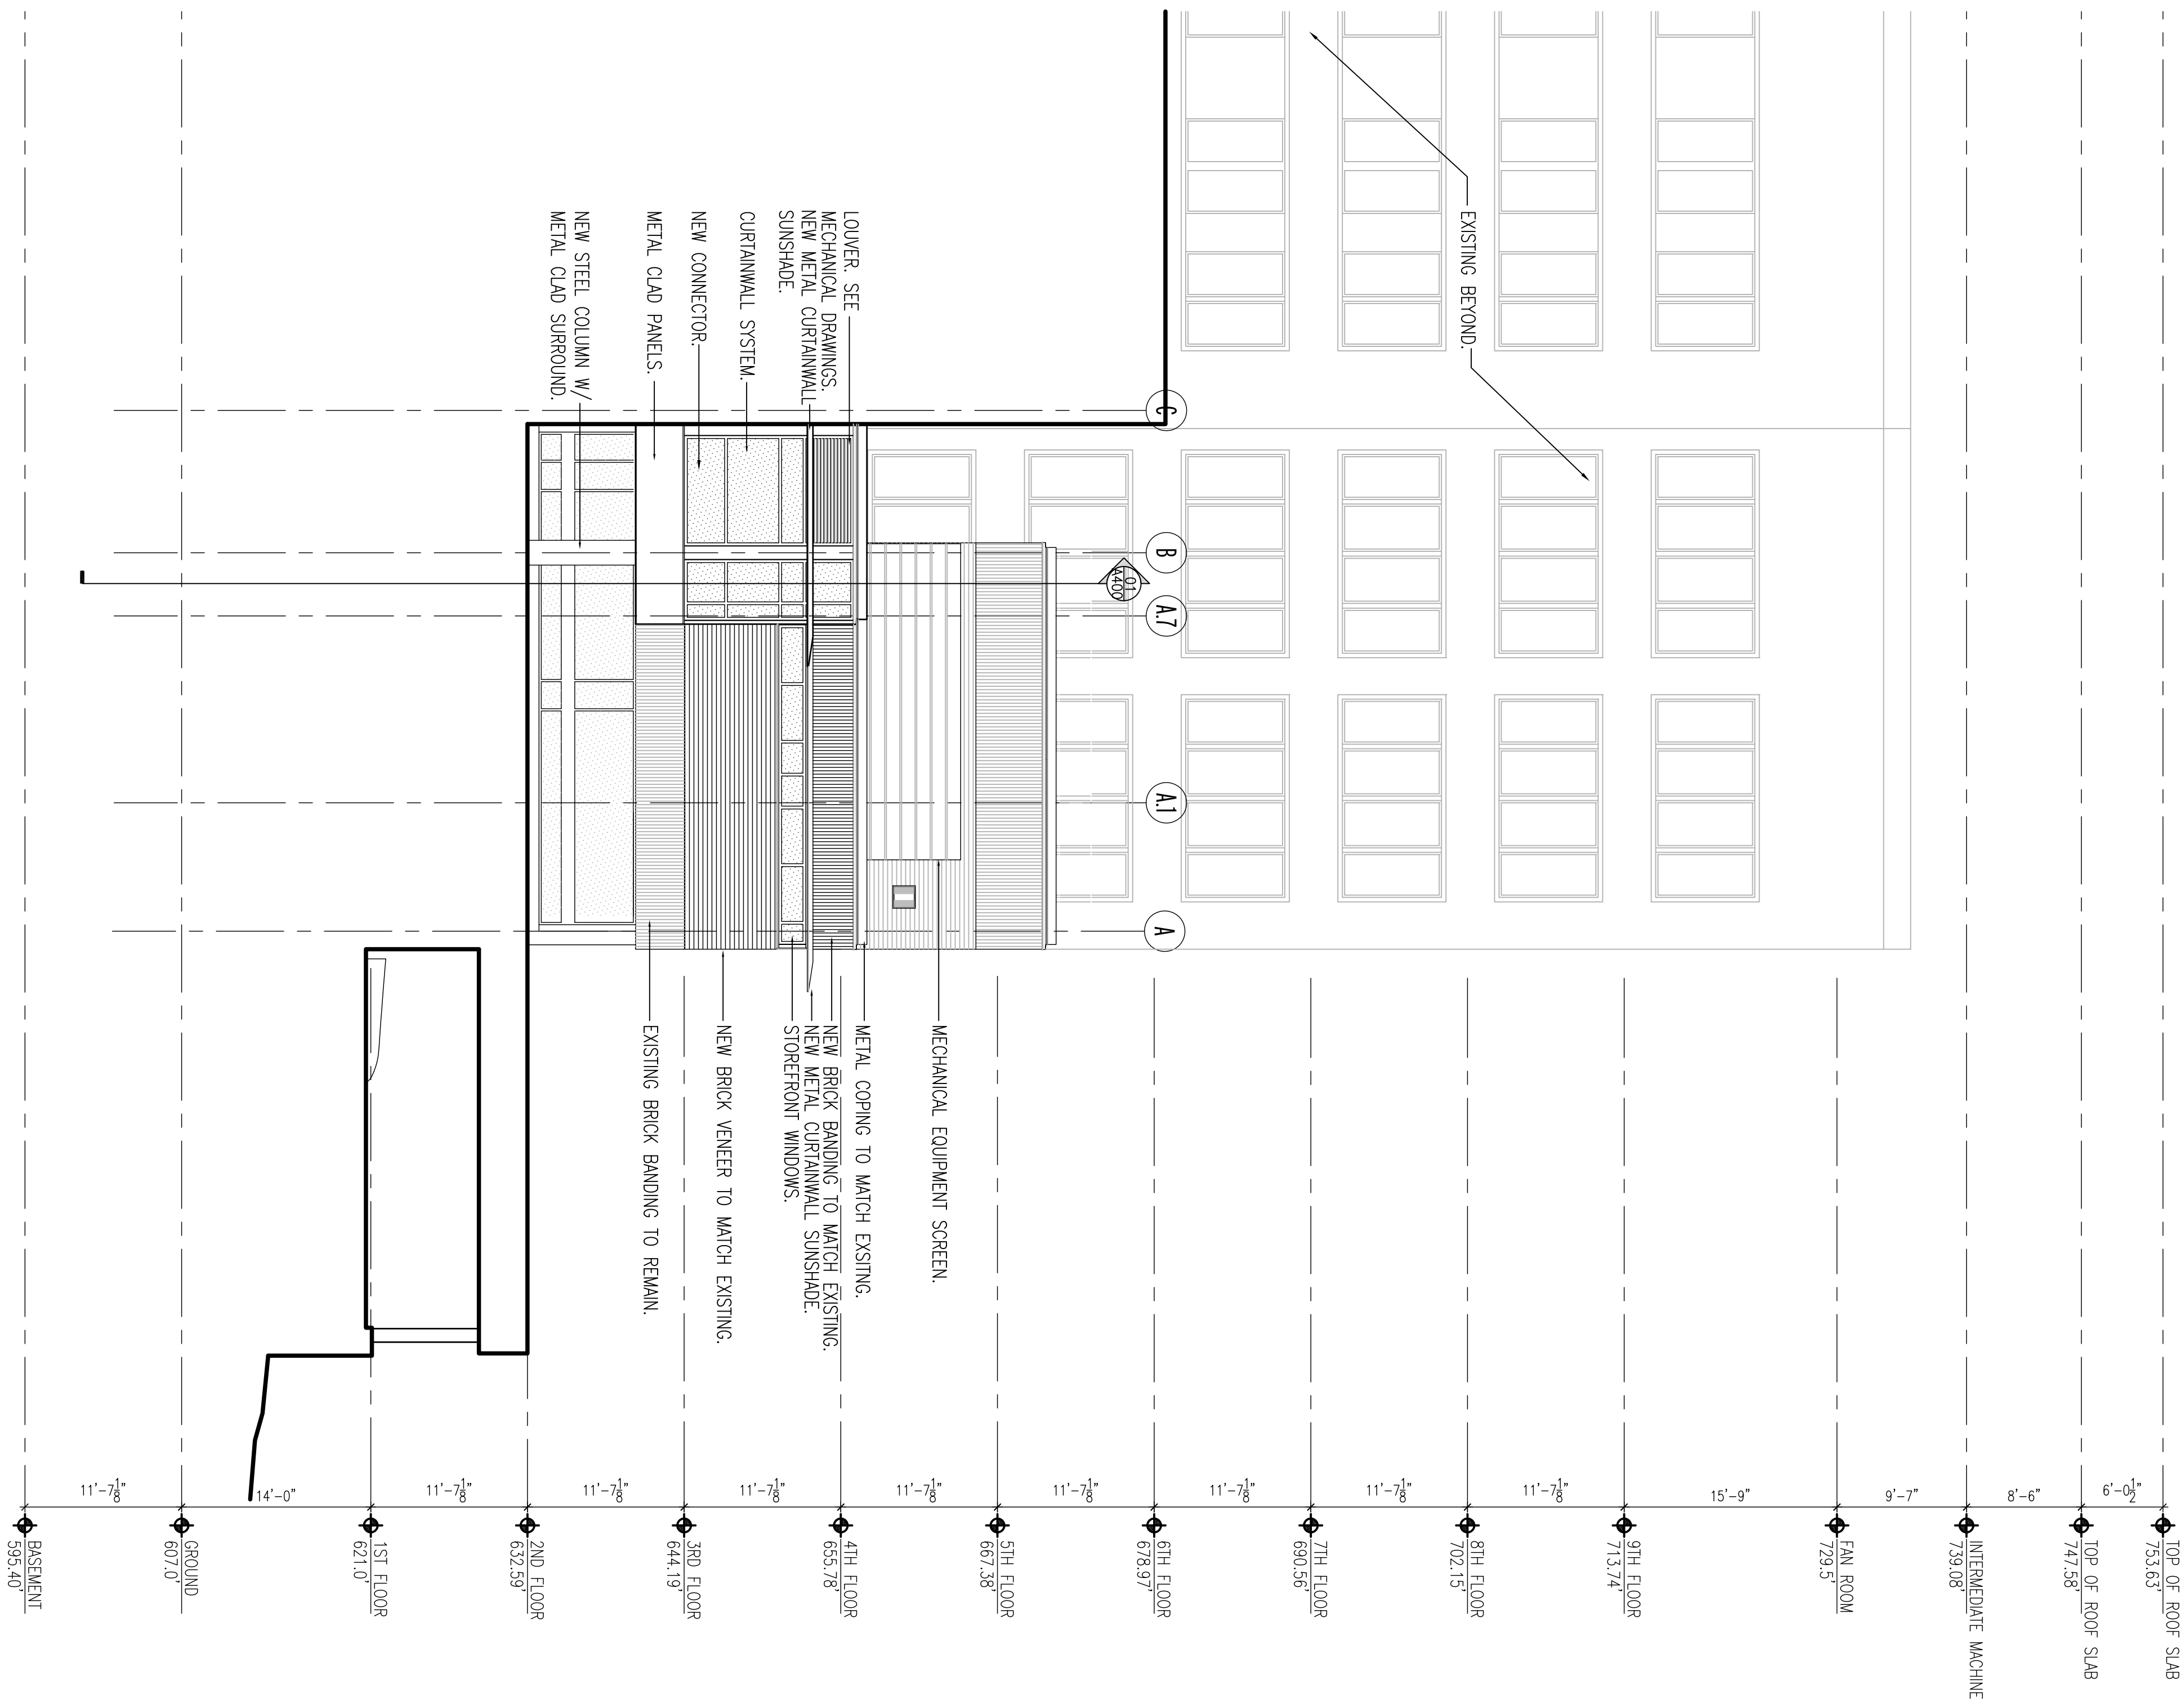 EXISTING BEYOND.
LOUVER. SEE
MECHANICAL DRAWINGS.
NEW METAL CURTAINWALL
SUNSHADE.
CURTAINWALL SYSTEM.
NEW CONNECTOR.
METAL CLAD PANELS.
NEW STEEL COLUMN W/
METAL CLAD SURROUND.
C
B
01
A400
A.7
A.1
A
MECHANICAL EQUIPMENT SCREEN.
METAL COPING TO MATCH EXSITNG.
NEW BRICK BANDING TO MATCH EXISTING.
NEW METAL CURTAINWALL SUNSHADE.
STOREFRONT WINDOWS.
NEW BRICK VENEER TO MATCH EXISTING.
EXISTING BRICK BANDING TO REMAIN.
6'-0 1/2"
8'-6"
9'-7"
15'-9"
11'-7 1/8"
11'-7 1/8"
11'-7 1/8"
11'-7 1/8"
11'-7 1/8"
11'-7 1/8"
11'-7 1/8"
11'-7 1/8"
14'-0"
11'-7 1/8"
TOP OF ROOF SLAB
753.63'
TOP OF ROOF SLAB
747.58'
INTERMEDIATE MACHINE
739.08'
FAN ROOM
729.5'
9TH FLOOR
713.74'
8TH FLOOR
702.15'
7TH FLOOR
690.56'
6TH FLOOR
678.97'
5TH FLOOR
667.38'
4TH FLOOR
655.78'
3RD FLOOR
644.19'
2ND FLOOR
632.59'
1ST FLOOR
621.0'
GROUND
607.0'
BASEMENT
595.40'